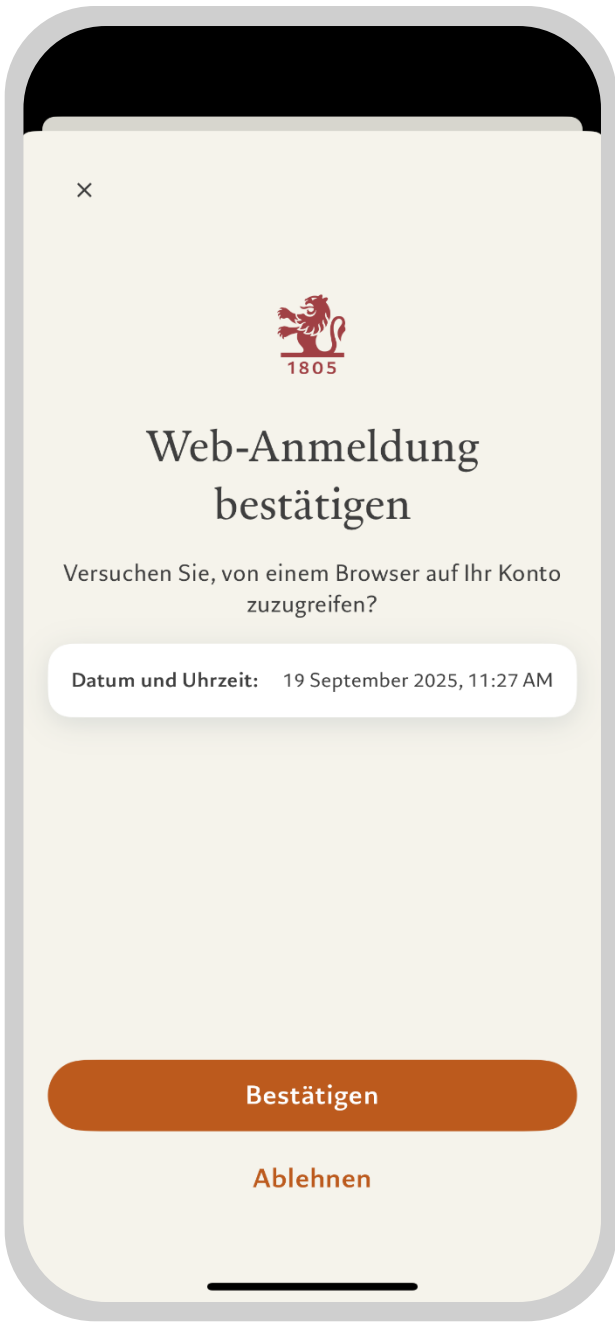 1805
Web-Anmeldung
bestätigen
Versuchen Sie, von einem Browser auf Ihr Konto
zuzugreifen?
Datum und Uhrzeit: 19 September 2025, 11:27 AM
Bestätigen
Ablehnen